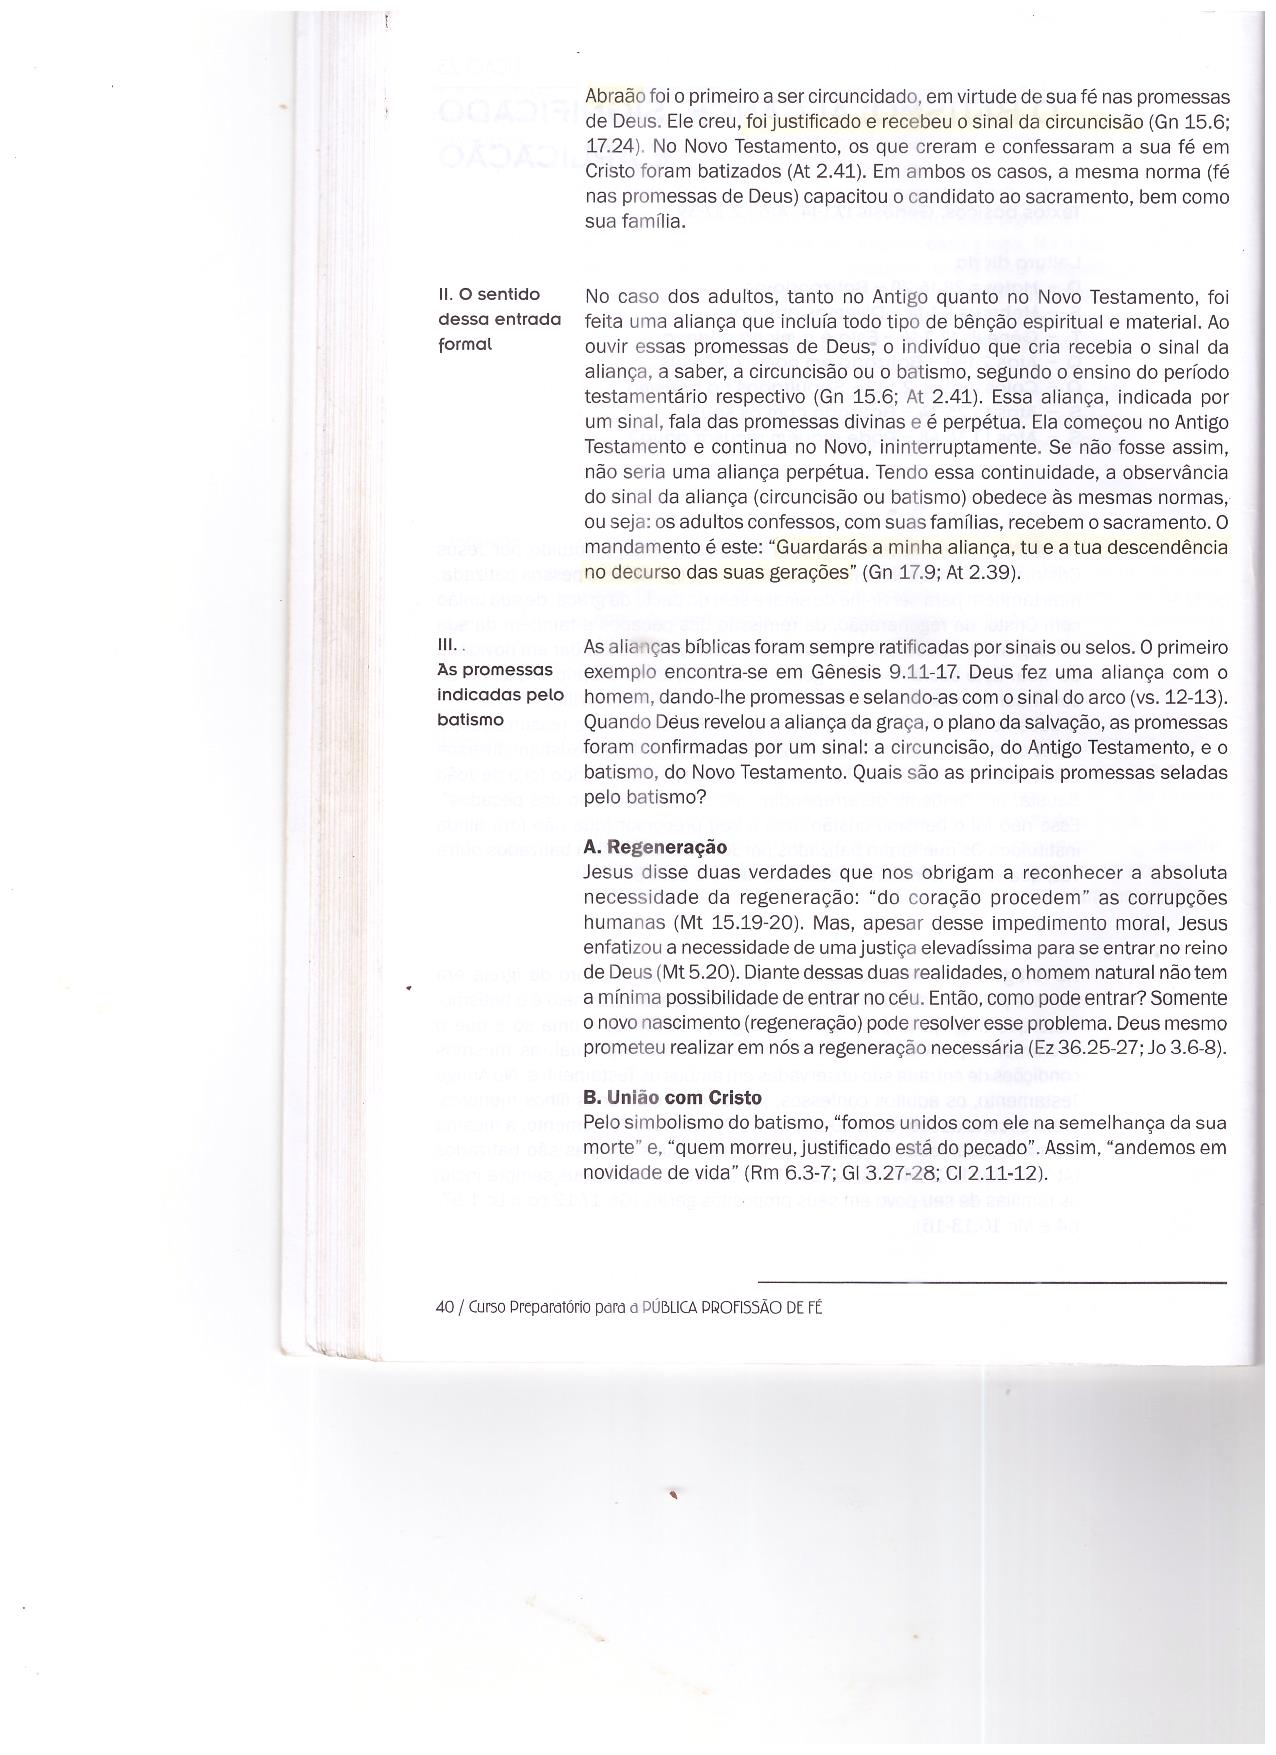 Abraão foi o primeiro a ser circuncidado, em virtude de sua fé nas promessas
de Deus. Ele creu, foi justificado e recebeu o sinal da circuncisão (Gn 15.6;
17.24). No Novo Testamento, os que creram e confessaram a sua fé em
Cristo foram batizados (At 2.41). Em ambos os casos, a mesma norma (fé
nas promessas de Deus) capacitou o candidato ao sacramento, bem como
sua família.
II. O sentido
dessa entrada
formal
No caso dos adultos, tanto no Antigo quanto no Novo Testamento, foi
feita uma aliança que incluía todo tipo de bênção espiritual e material. Ao
ouvir essas promessas de Deus, o indivíduo que cria recebia o sinal da
aliança, a saber, a circuncisão ou o batismo, segundo o ensino do período
testamentário respectivo (Gn 15.6; At 2.41). Essa aliança, indicada por
um sinal, fala das promessas divinas e é perpétua. Ela começou no Antigo
Testamento e continua no Novo, ininterruptamente. Se não fosse assim,
não seria uma aliança perpétua. Tendo essa continuidade, a observância
do sinal da aliança (circuncisão ou batismo) obedece às mesmas normas,
ou seja: os adultos confessos, com suas famílias, recebem o sacramento. O
mandamento é este: “Guardarás a minha aliança, tu e a tua descendência
no decurso das suas gerações” (Gn 17.9; At 2.39).
III.
As promessas
indicadas pelo
batismo
As alianças bíblicas foram sempre ratificadas por sinais ou selos. O primeiro
exemplo encontra-se em Gênesis 9.11-17. Deus fez uma aliança com o
homem, dando-lhe promessas e selando-as com o sinal do arco (vs. 12-13).
Quando Deus revelou a aliança da graça, o plano da salvação, as promessas
foram confirmadas por um sinal: a circuncisão, do Antigo Testamento, e o
batismo, do Novo Testamento. Quais são as principais promessas seladas
pelo batismo?
A. Regeneração
Jesus disse duas verdades que nos obrigam a reconhecer a absoluta
necessidade da regeneração: “do coração procedem” as corrupções
humanas (Mt 15.19-20). Mas, apesar desse impedimento moral, Jesus
enfatizou a necessidade de uma justiça elevadíssima para se entrar no reino
de Deus (Mt 5.20). Diante dessas duas realidades, o homem natural não tem
a mínima possibilidade de entrar no céu. Então, como pode entrar? Somente
o novo nascimento (regeneração) pode resolver esse problema. Deus mesmo
prometeu realizar em nós a regeneração necessária (Ez 36.25-27; Jo 3.6-8).
B. União com Cristo
Pelo simbolismo do batismo, “fomos unidos com ele na semelhança da sua
morte” e, “quem morreu, justificado está do pecado”. Assim, “andemos em
novidade de vida” (Rm 6.3-7; Gl 3.27-28; Cl 2.11-12).
40 / Curso Preparatório para a PÚBLICA PROFISSÃO DE FÉ